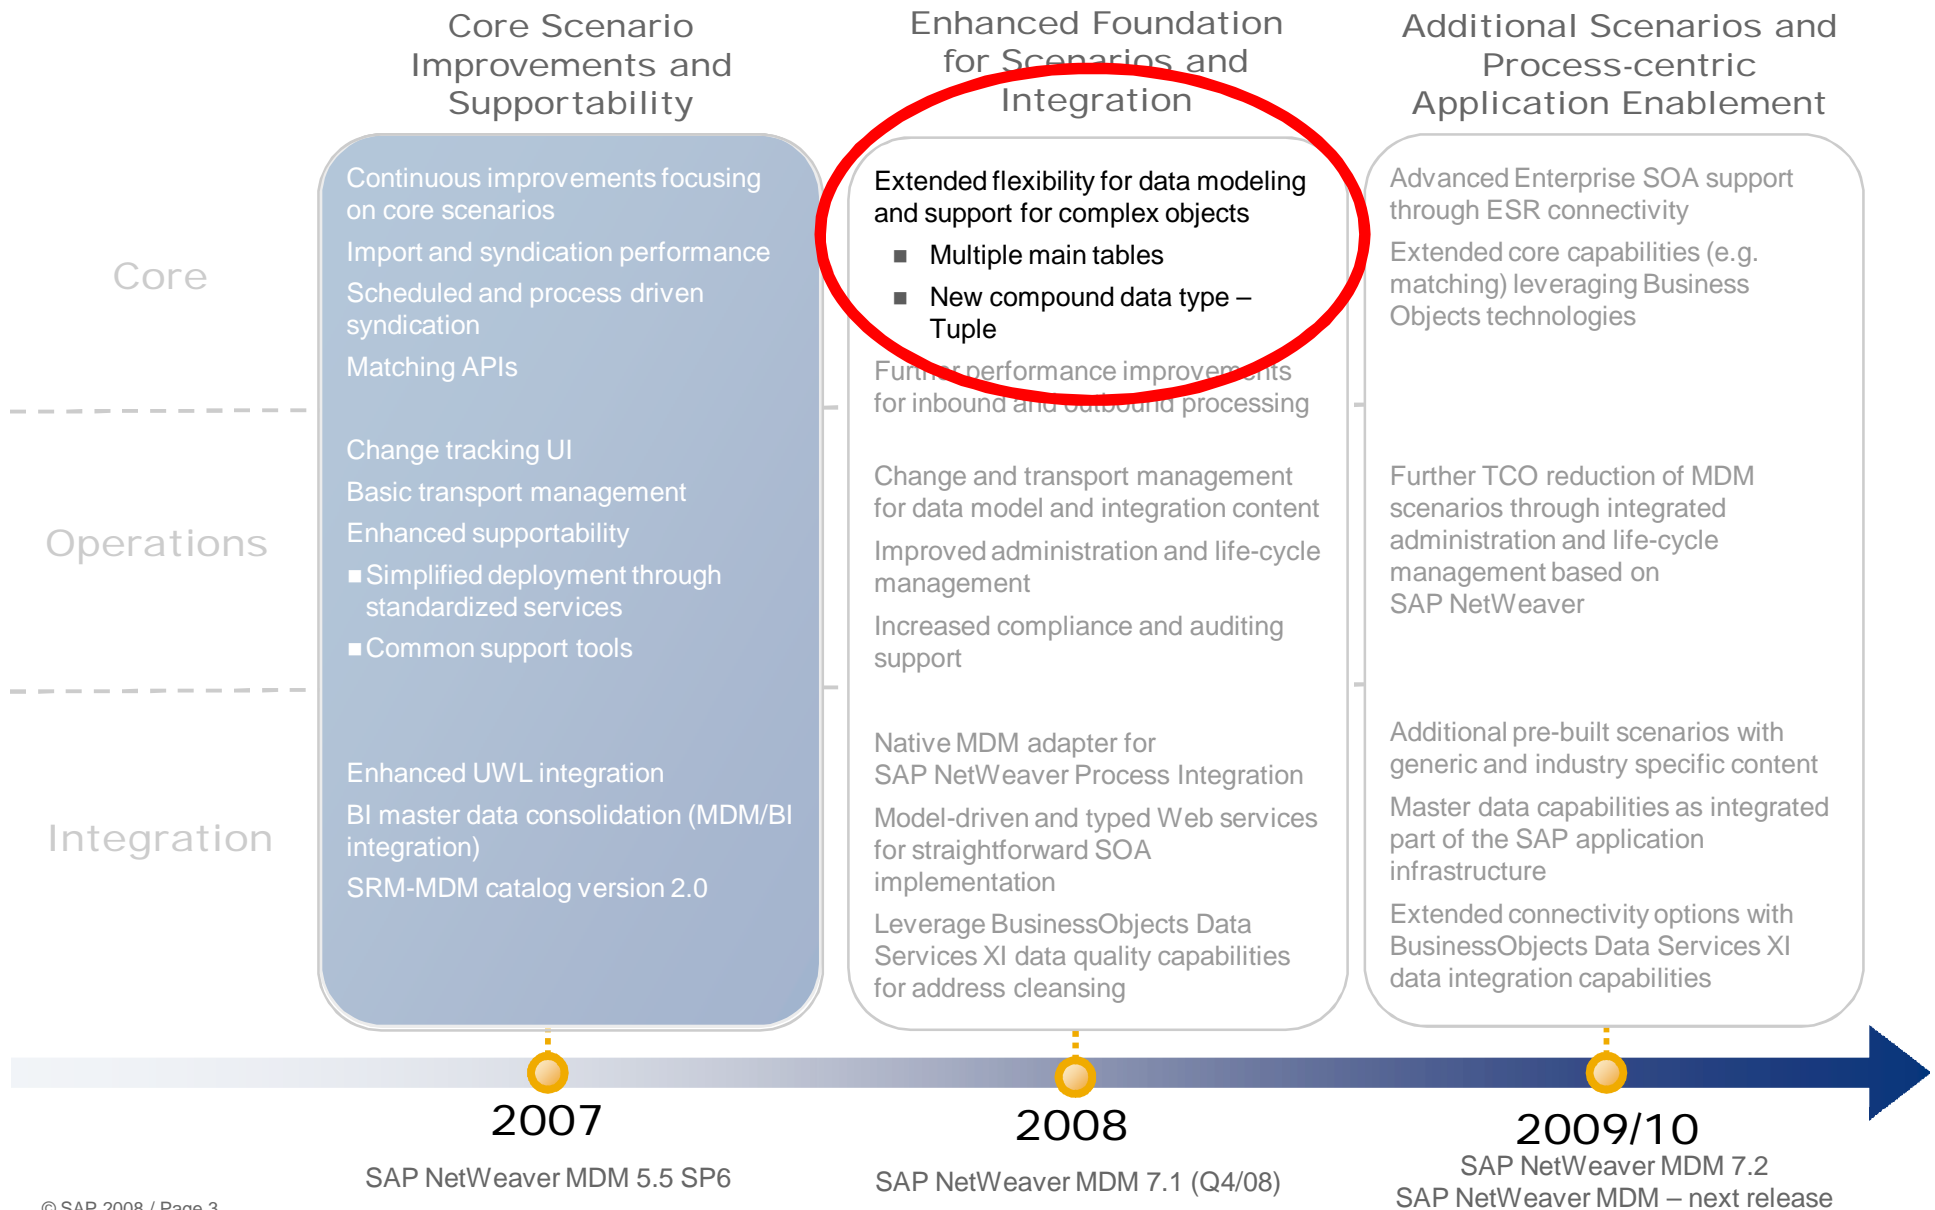 Core Scenario
Improvements and
Supportability
Enhanced Foundation
for Scenarios and
Integration
Additional Scenarios and
Process-centric
Application Enablement
Core
Continuous improvements focusing
on core scenarios
Import and syndication performance
Scheduled and process driven
syndication
Matching APIs
Extended flexibility for data modeling
and support for complex objects
■ Multiple main tables
■ New compound data type –
Tuple
Further performance improvements
for inbound and outbound processing
Advanced Enterprise SOA support
through ESR connectivity
Extended core capabilities (e.g.
matching) leveraging Business
Objects technologies
Operations
Change tracking UI
Basic transport management
Enhanced supportability
■ Simplified deployment through
standardized services
■ Common support tools
Change and transport management
for data model and integration content
Improved administration and life-cycle
management
Increased compliance and auditing
support
Further TCO reduction of MDM
scenarios through integrated
administration and life-cycle
management based on
SAP NetWeaver
Integration
Enhanced UWL integration
BI master data consolidation (MDM/BI
integration)
SRM-MDM catalog version 2.0
Native MDM adapter for
SAP NetWeaver Process Integration
Model-driven and typed Web services
for straightforward SOA
implementation
Leverage BusinessObjects Data
Services XI data quality capabilities
for address cleansing
Additional pre-built scenarios with
generic and industry specific content
Master data capabilities as integrated
part of the SAP application
infrastructure
Extended connectivity options with
BusinessObjects Data Services XI
data integration capabilities
2007
SAP NetWeaver MDM 5.5 SP6
2008
SAP NetWeaver MDM 7.1 (Q4/08)
2009/10
SAP NetWeaver MDM 7.2
SAP NetWeaver MDM – next release
© SAP 2008 / Page 3